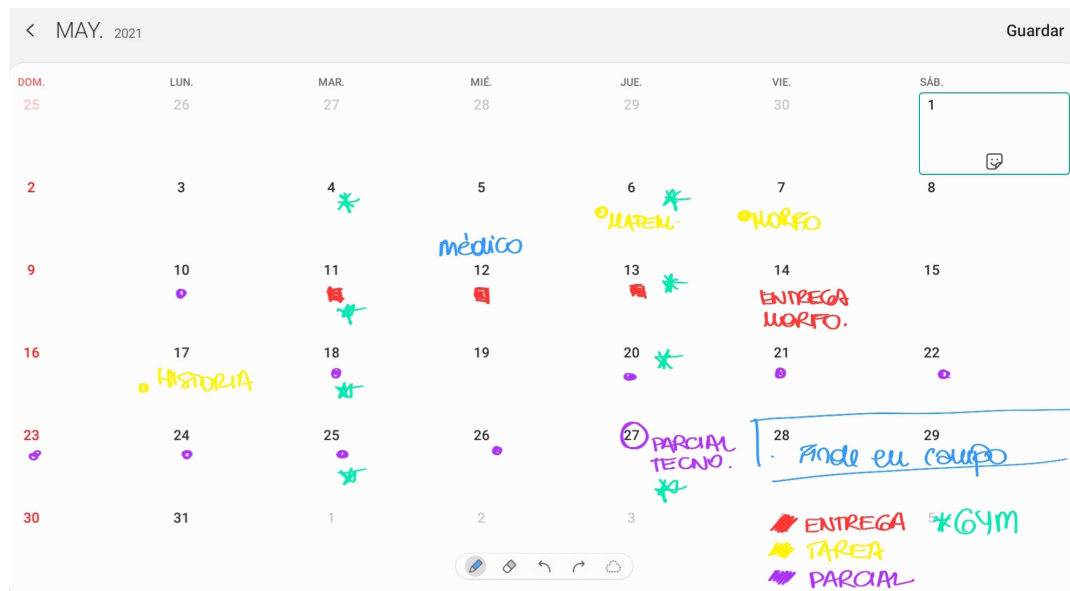 MAY. 2021
Guardar
DOM. LUN. MAR. MIÉ. JUE. VIE. SÁB.
25 26 27 28 29 30 1
2 3 4 5 6 7 8
MATEM.
MORFO
médico
9 10 11 12 13 14 15
ENTREGA
MORFO.
16 17 18 19 20 21 22
HISTORIA
23 24 25 26 27 28 29
PARCIAL
TECNO.
Finde en campo
30 31 1 2 3 5
ENTREGA
GYM
TAREA
PARCIAL